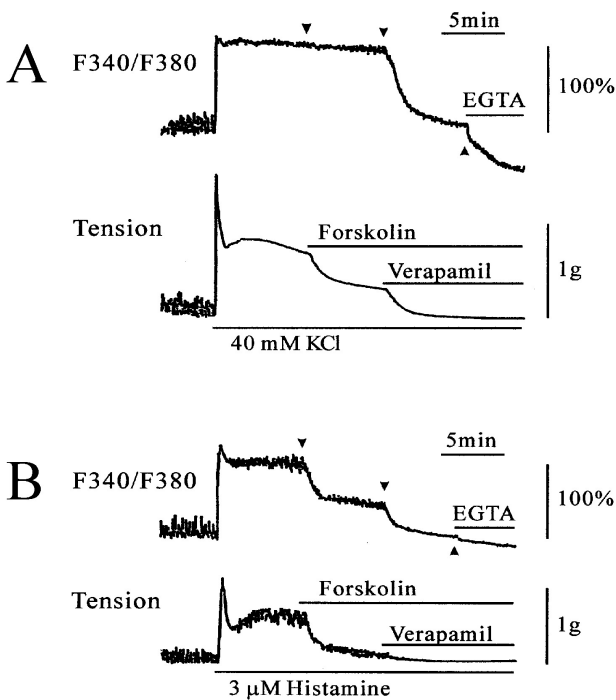 A
5min
F340/F380
100%
EGTA
Tension
Forskolin
Verapamil
1g
40 mM KCl
B
5min
F340/F380
100%
EGTA
Tension
Forskolin
Verapamil
1g
3 μM Histamine